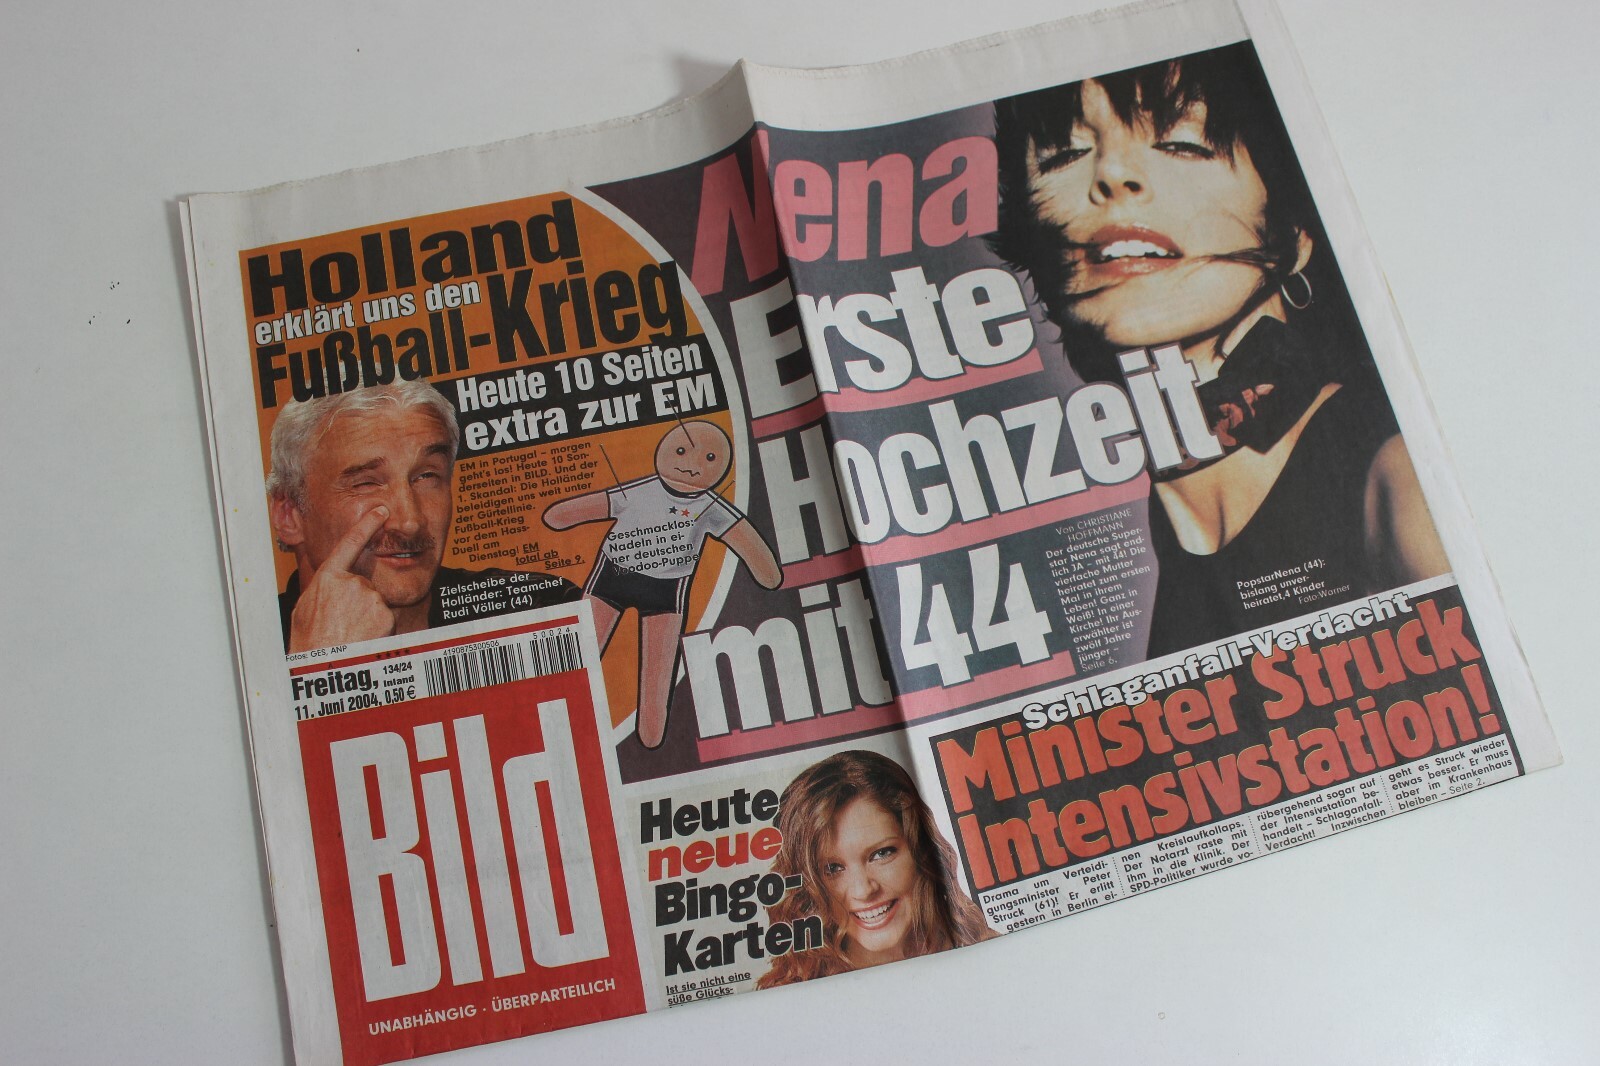 Holland
erklärt uns den
Fußball-Krieg
Heute 10 Seiten
extra zur EM
EM in Portugal – morgen
geht's los! Heute 10 Son-
derseiten in BILD. Und der
1. Skandal: Die Holländer
beleidigen uns weit unter
der Gürtellinie.
Fußball-Krieg
vor dem Hass-
Duell am
Dienstag! EM
total ab
Seite 9.
Geschmacklos:
Nadeln in ei-
ner deutschen
Voodoo-Puppe
Zielscheibe der
Holländer: Teamchef
Rudi Völler (44)
Fotos: GES, ANP
Nena
Erste
Hochzeit
mit 44
Von CHRISTIANE
HOFFMANN
Der deutsche Super-
star Nena sagt end-
lich JA – mit 44! Die
vierfache Mutter
heiratet zum ersten
Mal in ihrem
Leben! Ganz in
Weiß! In einer
Kirche! Ihr Aus-
erwählter ist
zwölf Jahre
jünger –
Seite 6.
PopstarNena (44):
bislang unver-
heiratet,4 Kinder
Foto:Warner
Freitag, 134/24
Inland
11. Juni 2004, 0,50 €
4190875300506
50024
Bild
UNABHÄNGIG · ÜBERPARTEILICH
Heute
neue
Bingo-
Karten
Ist sie nicht eine
süße Glücks-
Schlaganfall-Verdacht
Minister Struck
Intensivstation!
Drama um Verteidi-
gungsminister Peter
Struck (61)! Er erlitt
gestern in Berlin ei-
nen Kreislaufkollaps.
Der Notarzt raste mit
ihm in die Klinik. Der
SPD-Politiker wurde vo-
rübergehend sogar auf
der Intensivstation be-
handelt – Schlaganfall-
Verdacht! Inzwischen
geht es Struck wieder
etwas besser. Er muss
aber im Krankenhaus
bleiben – Seite 2.